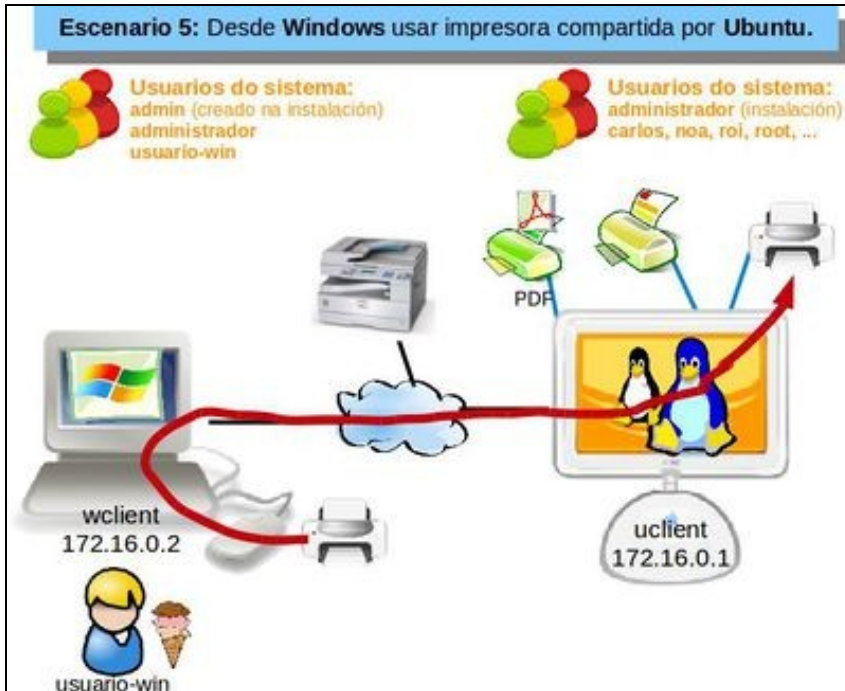 Escenario 5: Desde Windows usar impresora compartida por Ubuntu.
Usuarios do sistema:
admin (creado na instalación)
administrador
usuario-win
Usuarios do sistema:
administrador (instalación)
carlos, noa, roi, root, ...
PDF
wclient
172.16.0.2
uclient
172.16.0.1
usuario-win